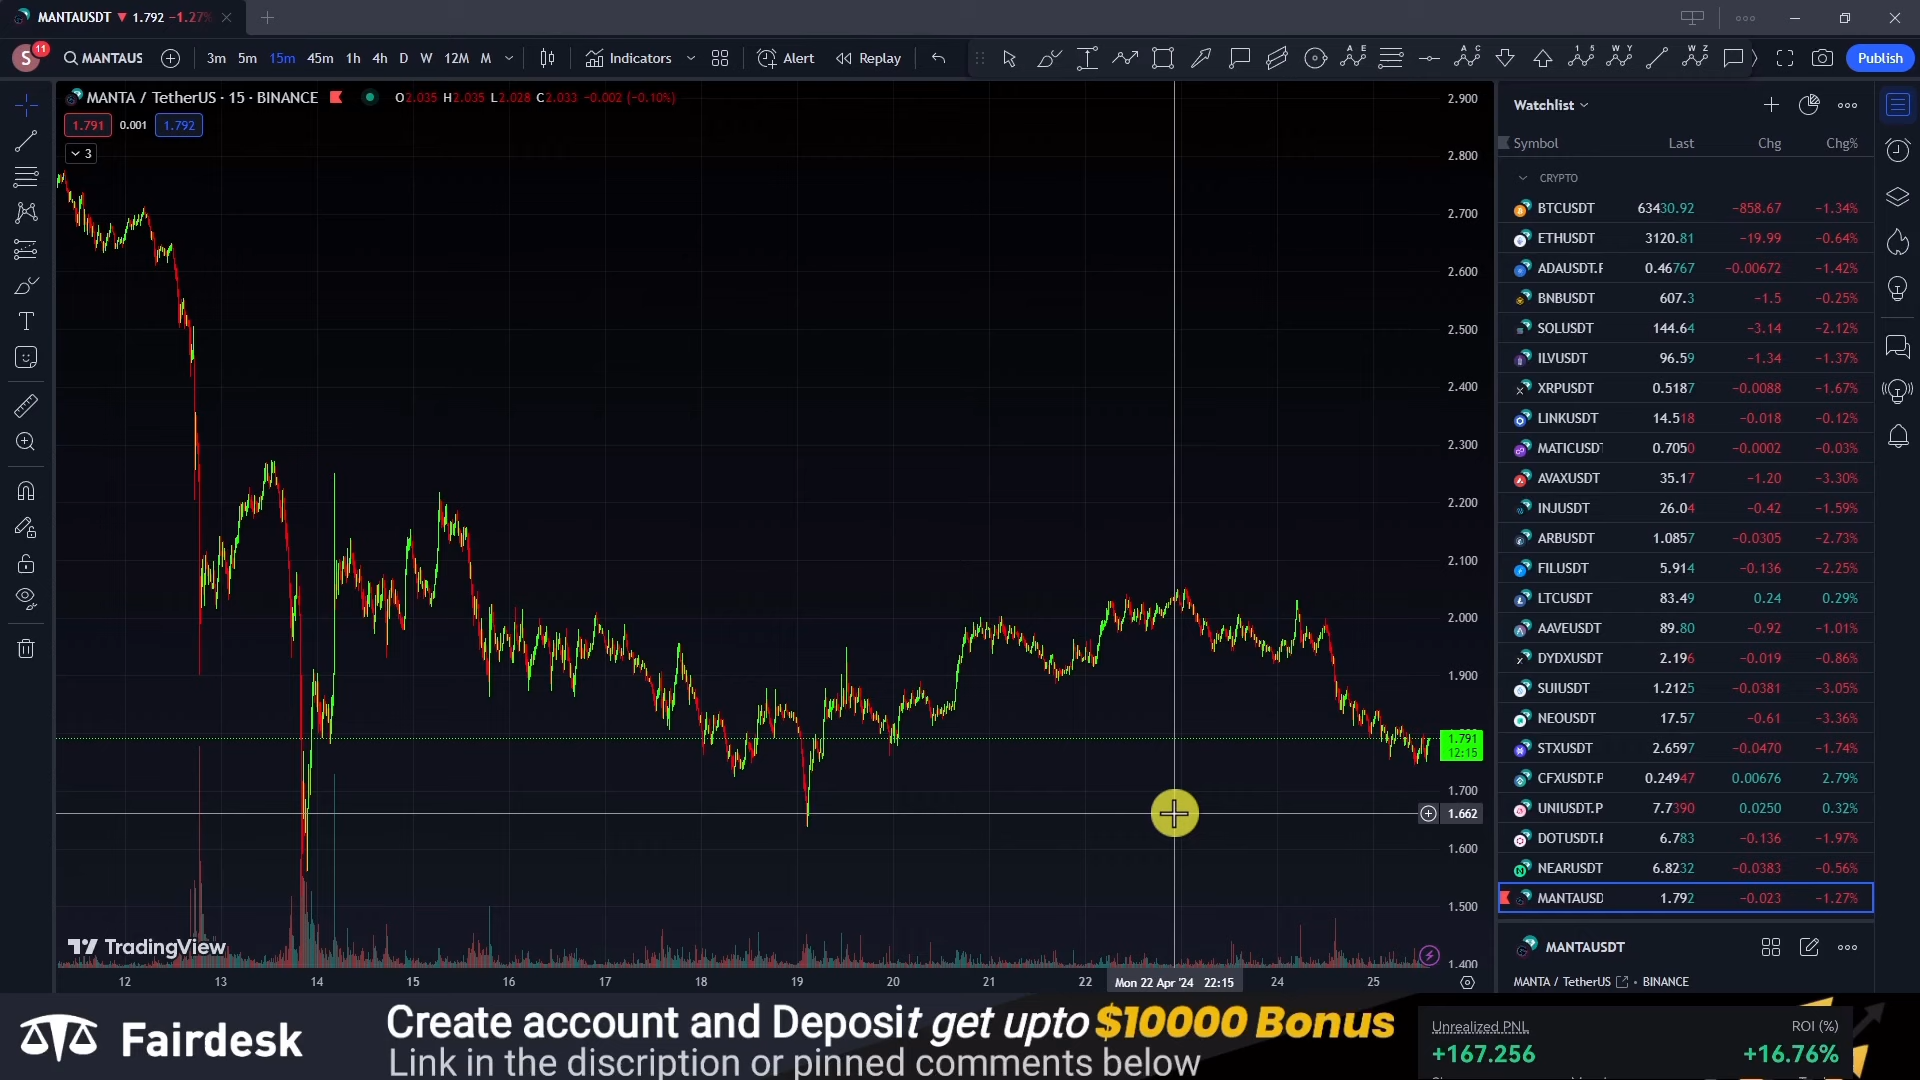 MANTAUSDT ▼ 1.792 −1.27%
S 11 MANTAUS 3m 5m 15m 45m 1h 4h D W 12M M Indicators Alert Replay Publish
MANTA / TetherUS · 15 · BINANCE O2.035 H2.035 L2.028 C2.033 −0.002 (−0.10%)
1.791 0.001 1.792
3
2.900
2.800
2.700
2.600
2.500
2.400
2.300
2.200
2.100
2.000
1.900
1.791
12:15
1.700
1.662
1.600
1.500
1.400
TradingView
12 13 14 15 16 17 18 19 20 21 22 Mon 22 Apr '24 22:15 24 25
Watchlist
Symbol Last Chg Chg%
CRYPTO
BTCUSDT 63430.92 −858.67 −1.34%
ETHUSDT 3120.81 −19.99 −0.64%
ADAUSDT.F 0.46767 −0.00672 −1.42%
BNBUSDT 607.3 −1.5 −0.25%
SOLUSDT 144.64 −3.14 −2.12%
ILVUSDT 96.59 −1.34 −1.37%
XRPUSDT 0.5187 −0.0088 −1.67%
LINKUSDT 14.518 −0.018 −0.12%
MATICUSDT 0.7050 −0.0002 −0.03%
AVAXUSDT 35.17 −1.20 −3.30%
INJUSDT 26.04 −0.42 −1.59%
ARBUSDT 1.0857 −0.0305 −2.73%
FILUSDT 5.914 −0.136 −2.25%
LTCUSDT 83.49 0.24 0.29%
AAVEUSDT 89.80 −0.92 −1.01%
DYDXUSDT 2.196 −0.019 −0.86%
SUIUSDT 1.2125 −0.0381 −3.05%
NEOUSDT 17.57 −0.61 −3.36%
STXUSDT 2.6597 −0.0470 −1.74%
CFXUSDT.P 0.24947 0.00676 2.79%
UNIUSDT.P 7.7390 0.0250 0.32%
DOTUSDT.F 6.783 −0.136 −1.97%
NEARUSDT 6.8232 −0.0383 −0.56%
MANTAUSD 1.792 −0.023 −1.27%
MANTAUSDT
MANTA / TetherUS • BINANCE
Fairdesk
Create account and Deposit get upto $10000 Bonus
Link in the discription or pinned comments below
Unrealized PNL ROI (%)
+167.256 +16.76%